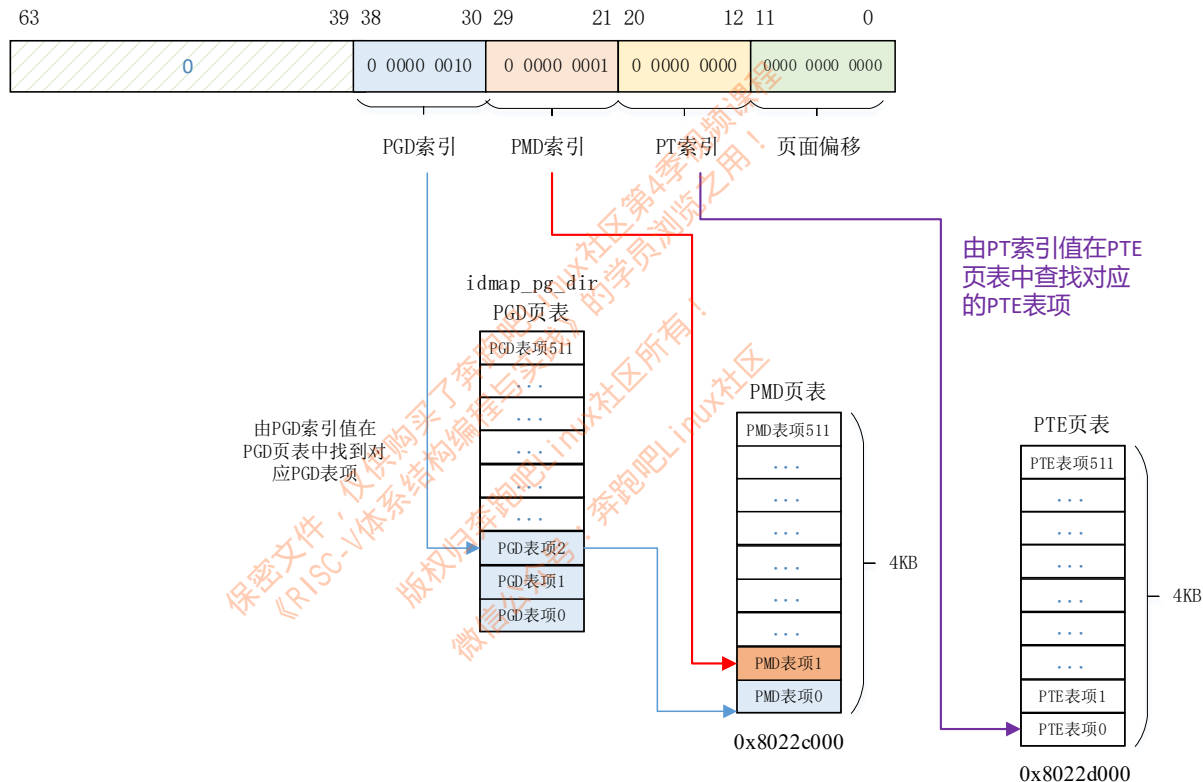 63 39 38 30 29 21 20 12 11 0
0 0 0000 0010 0 0000 0001 0 0000 0000 0000 0000 0000
PGD索引 PMD索引 PT索引 页面偏移
由PT索引值在PTE
页表中查找对应
的PTE表项
idmap_pg_dir
PGD页表
PGD表项511
...
...
...
...
...
PGD表项2
PGD表项1
PGD表项0
由PGD索引值在
PGD页表中找到对
应PGD表项
PMD页表
PMD表项511
...
...
...
...
...
...
PMD表项1
PMD表项0
4KB
0x8022c000
PTE页表
PTE表项511
...
...
...
...
...
...
PTE表项1
PTE表项0
4KB
0x8022d000
保密文件，仅供购买了奔跑吧Linux社区第4季视频课程
《RISC-V体系结构编程与实践》的学员浏览之用！
版权归奔跑吧Linux社区所有！
微信公众号：奔跑吧Linux社区